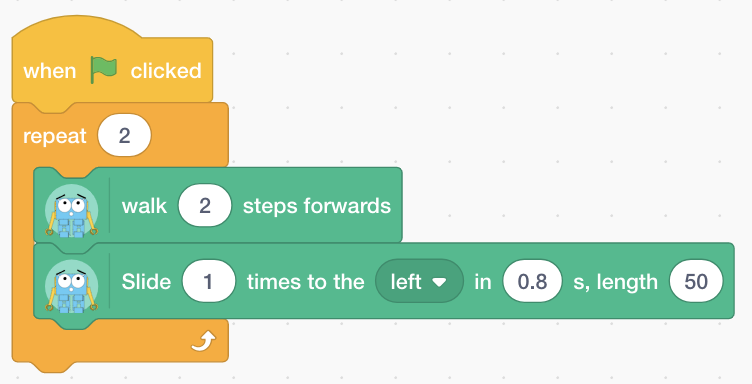 when clicked
repeat 2
walk 2 steps forwards
Slide 1 times to the left in 0.8 s, length 50